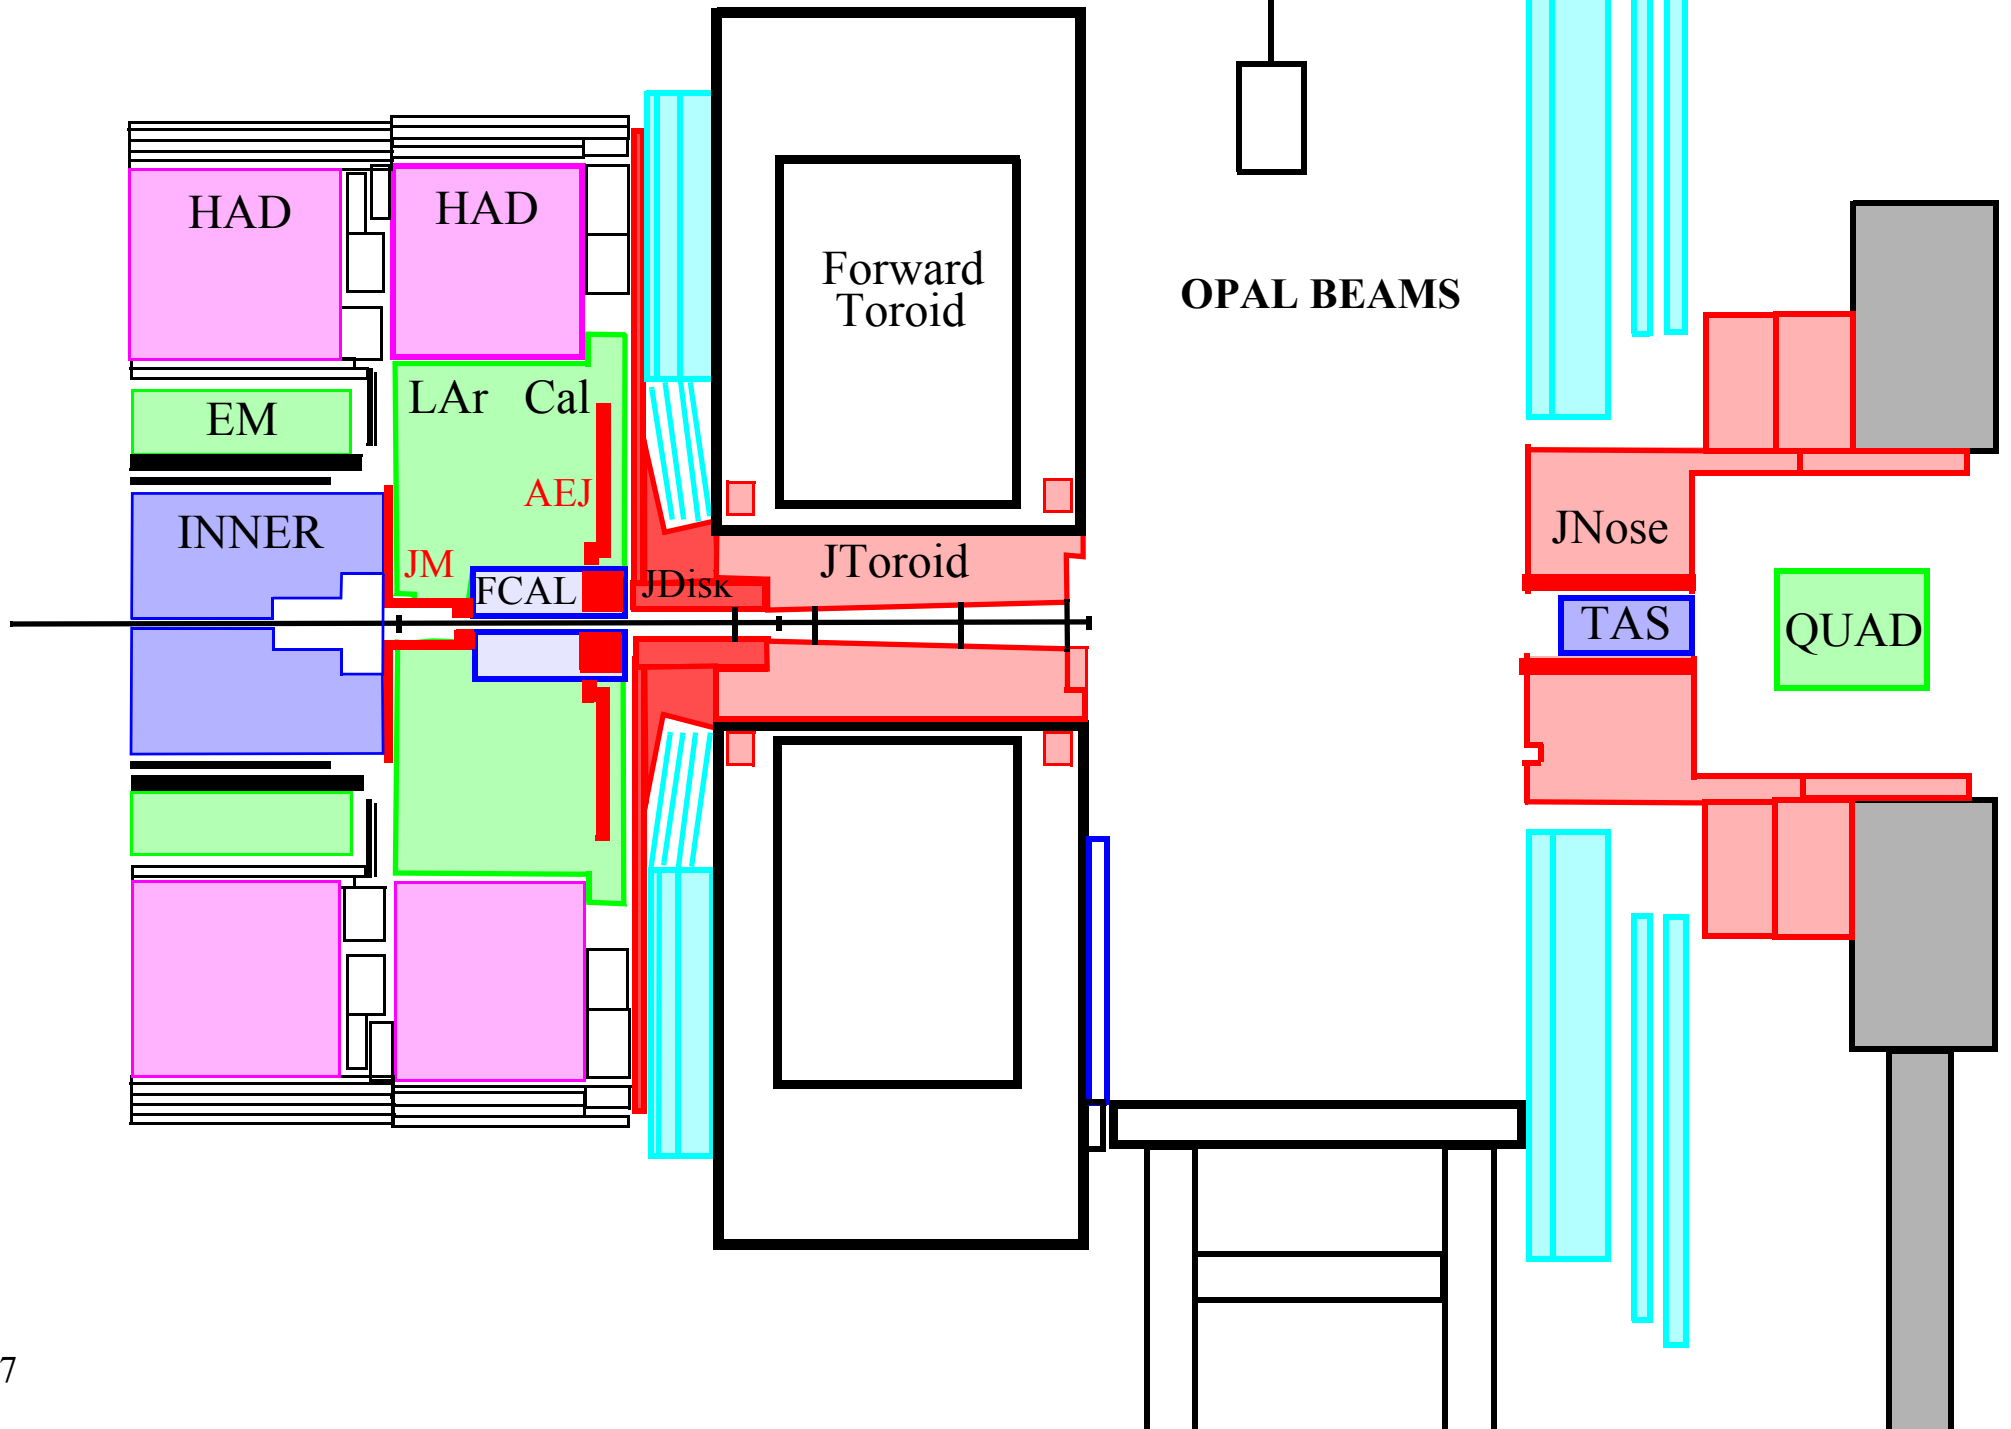 HAD
HAD
Forward
Toroid
OPAL BEAMS
LAr Cal
EM
AEJ
INNER
JM
FCAL
JDisk
JToroid
JNose
TAS
QUAD
7